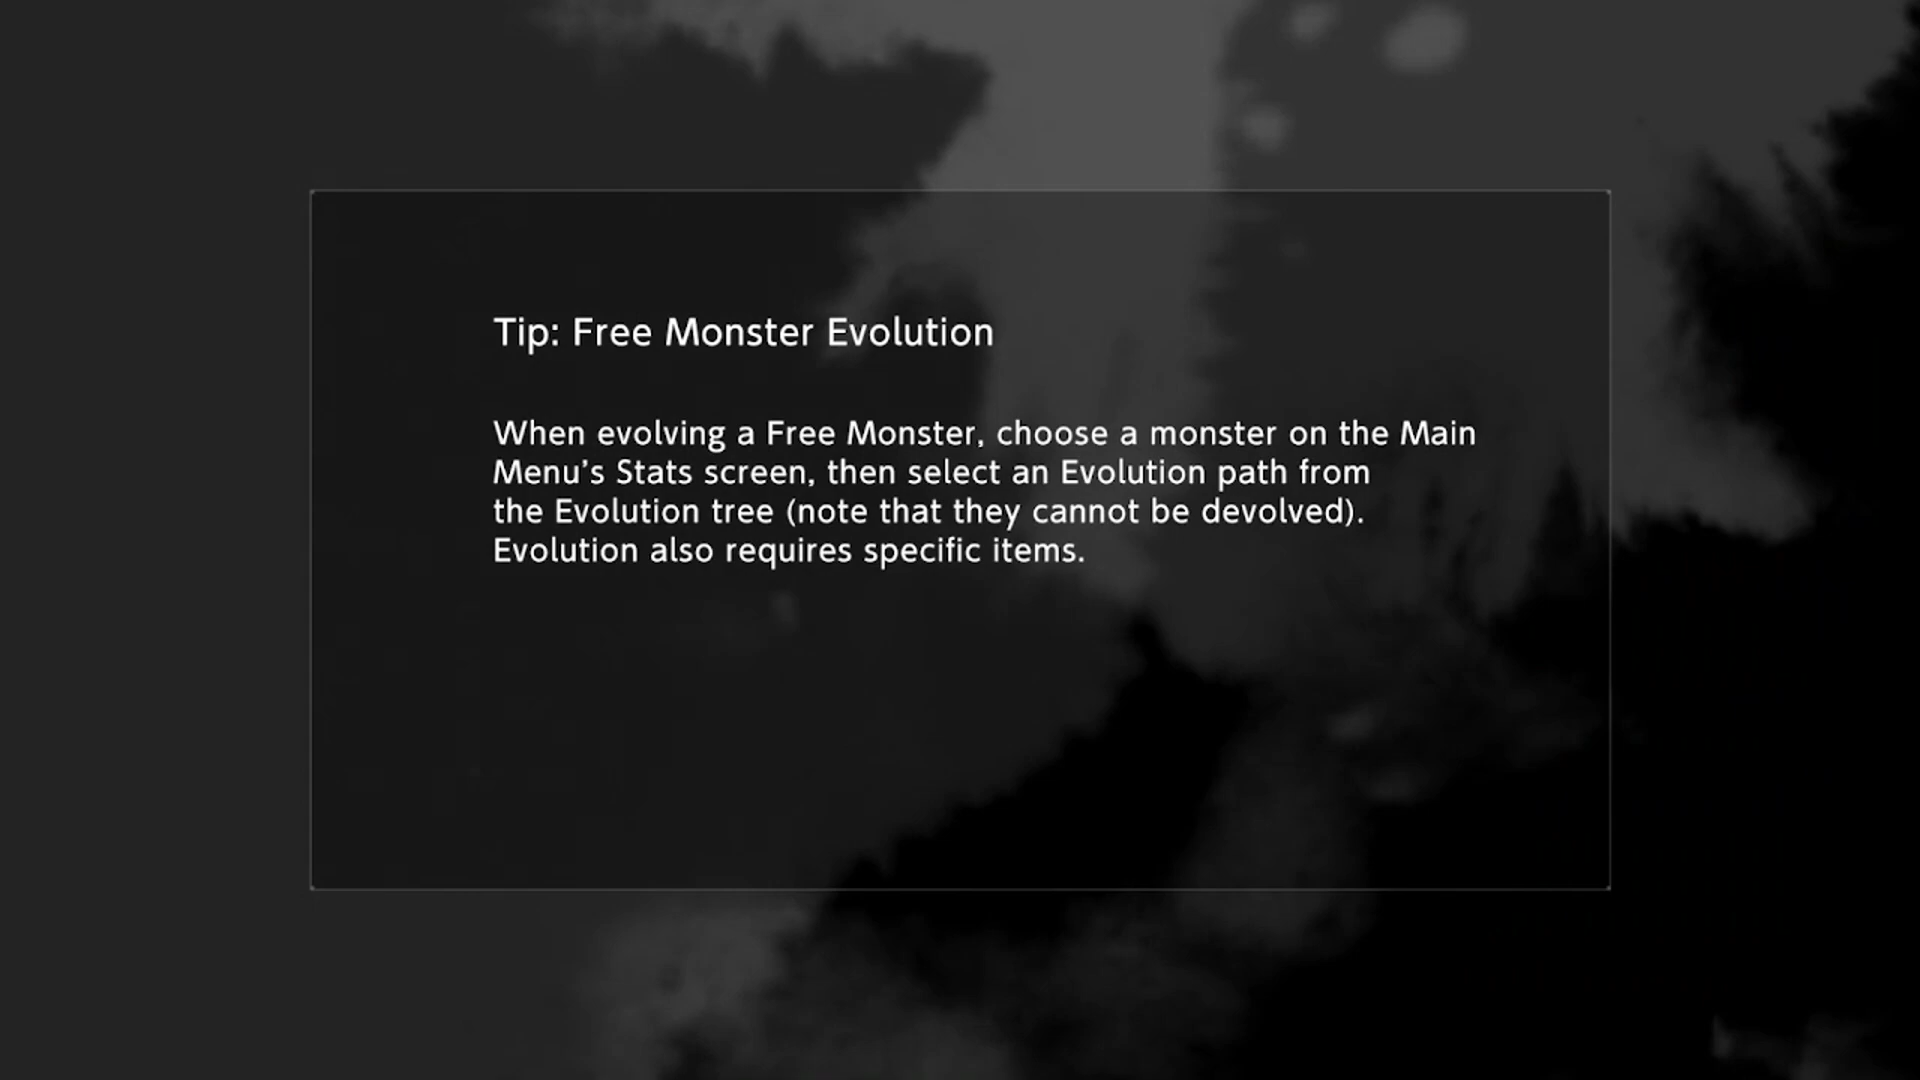 Tip: Free Monster Evolution
When evolving a Free Monster, choose a monster on the Main
Menu’s Stats screen, then select an Evolution path from
the Evolution tree (note that they cannot be devolved).
Evolution also requires specific items.